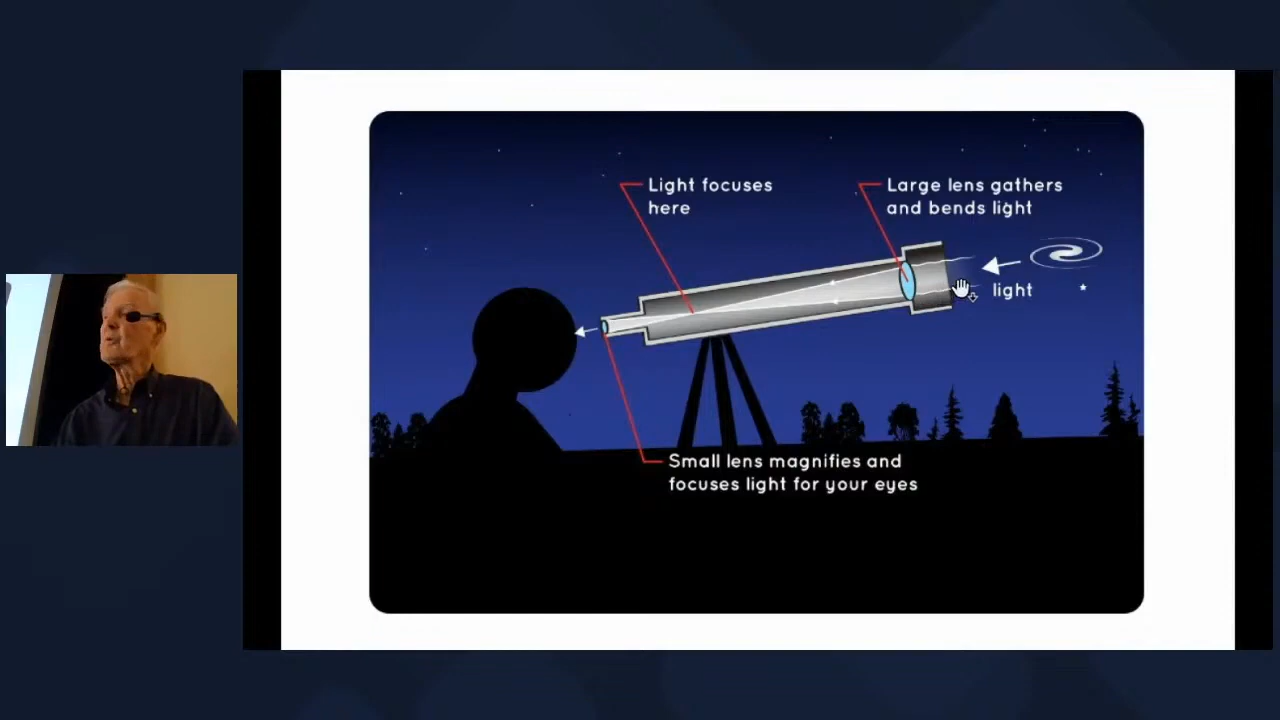 Light focuses
here
Large lens gathers
and bends light
light
Small lens magnifies and
focuses light for your eyes